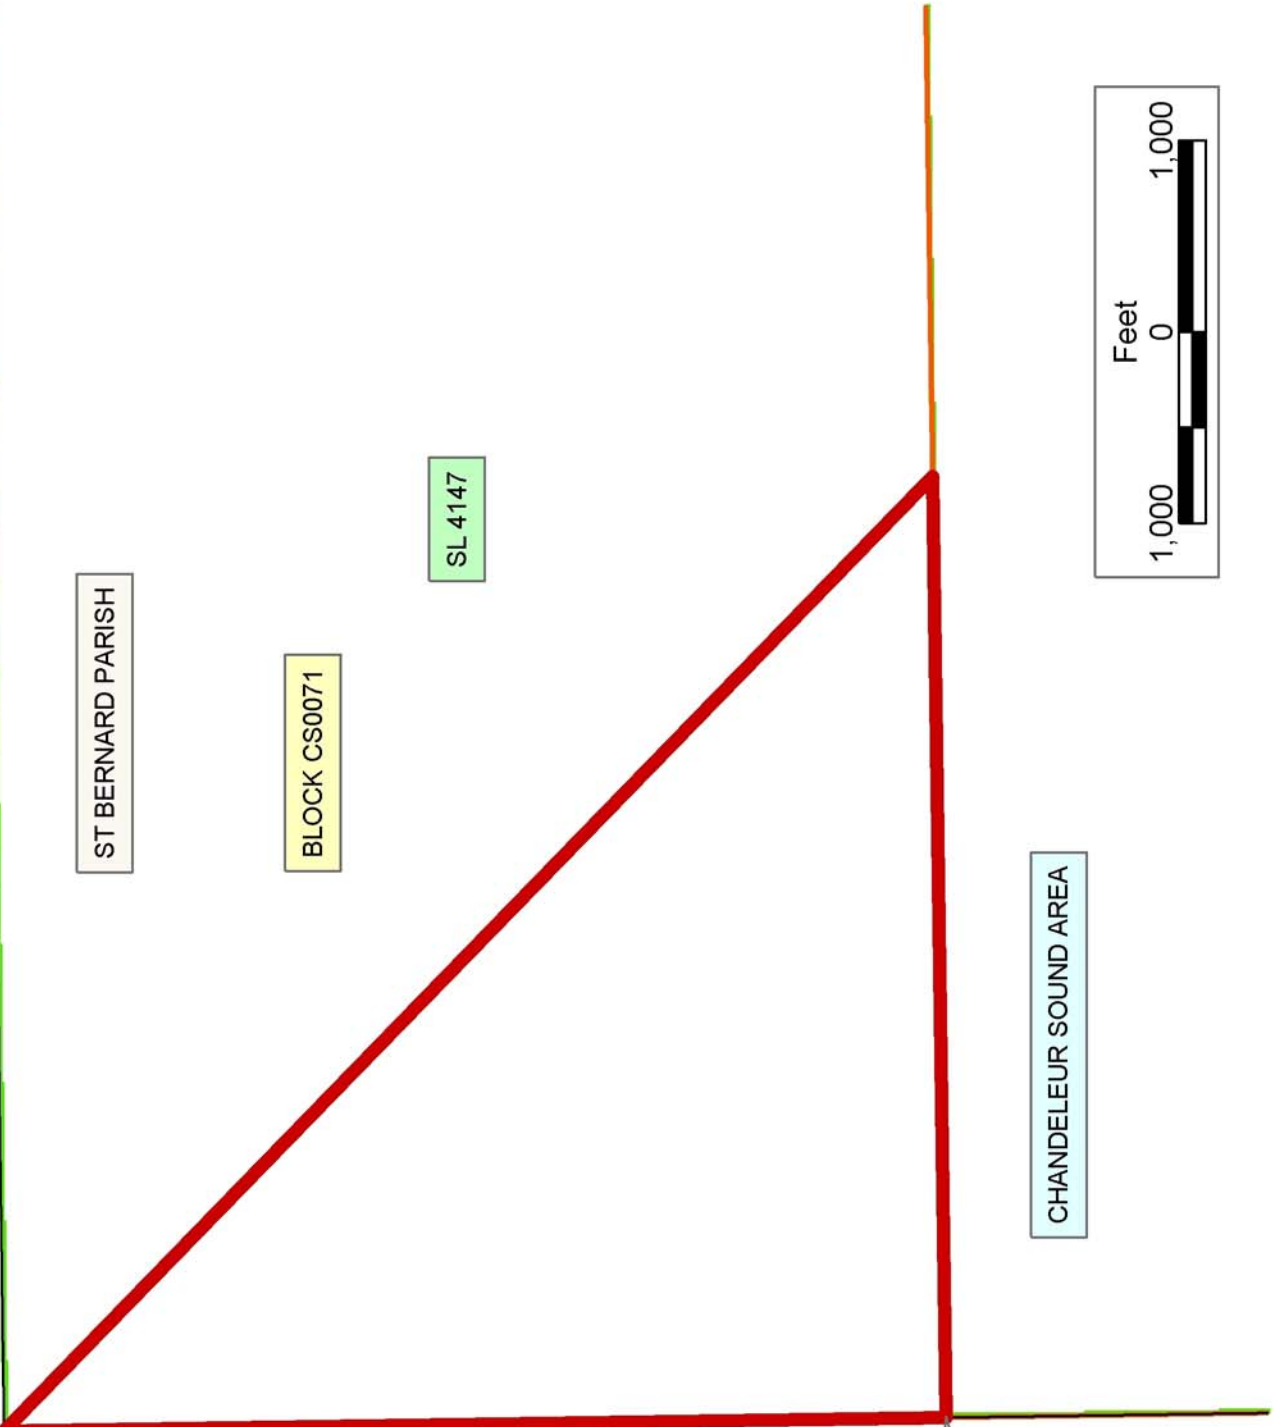 ST BERNARD PARISH
BLOCK CS0071
SL 4147
CHANDELEUR SOUND AREA
Feet
1,000 0 1,000